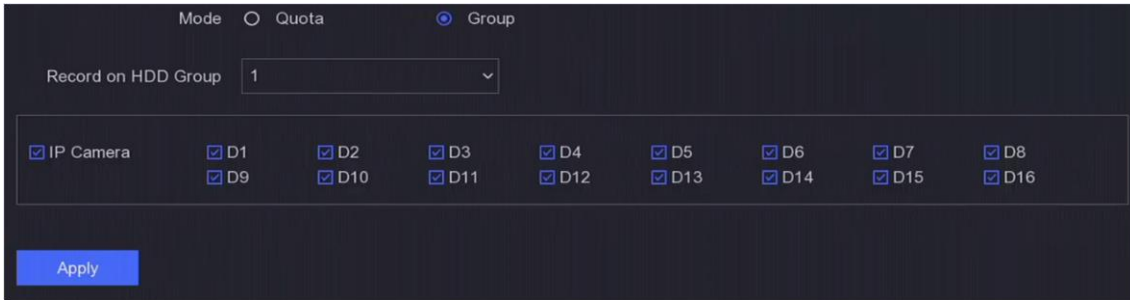 Mode Quota Group
Record on HDD Group 1
IP Camera D1 D2 D3 D4 D5 D6 D7 D8
D9 D10 D11 D12 D13 D14 D15 D16
Apply